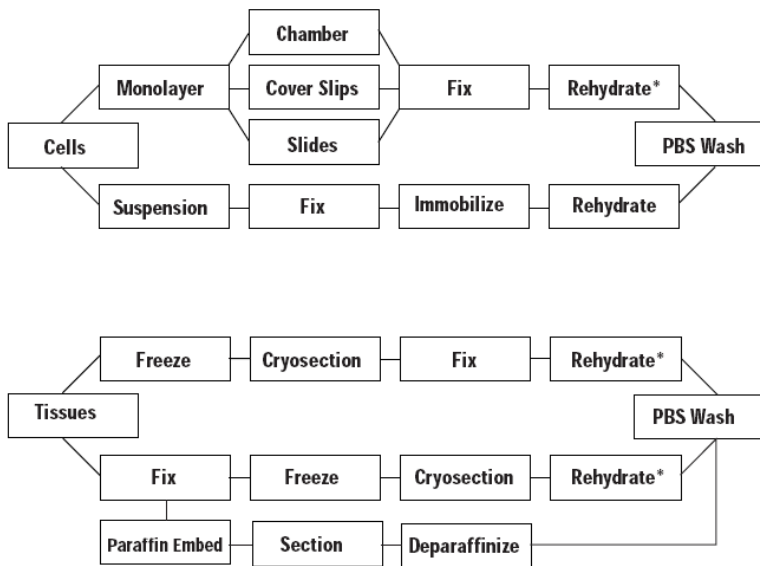 Chamber
Monolayer
Cover Slips
Fix
Rehydrate*
Cells
Slides
PBS Wash
Suspension
Fix
Immobilize
Rehydrate
Freeze
Cryosection
Fix
Rehydrate*
Tissues
PBS Wash
Fix
Freeze
Cryosection
Rehydrate*
Paraffin Embed
Section
Deparaffinize